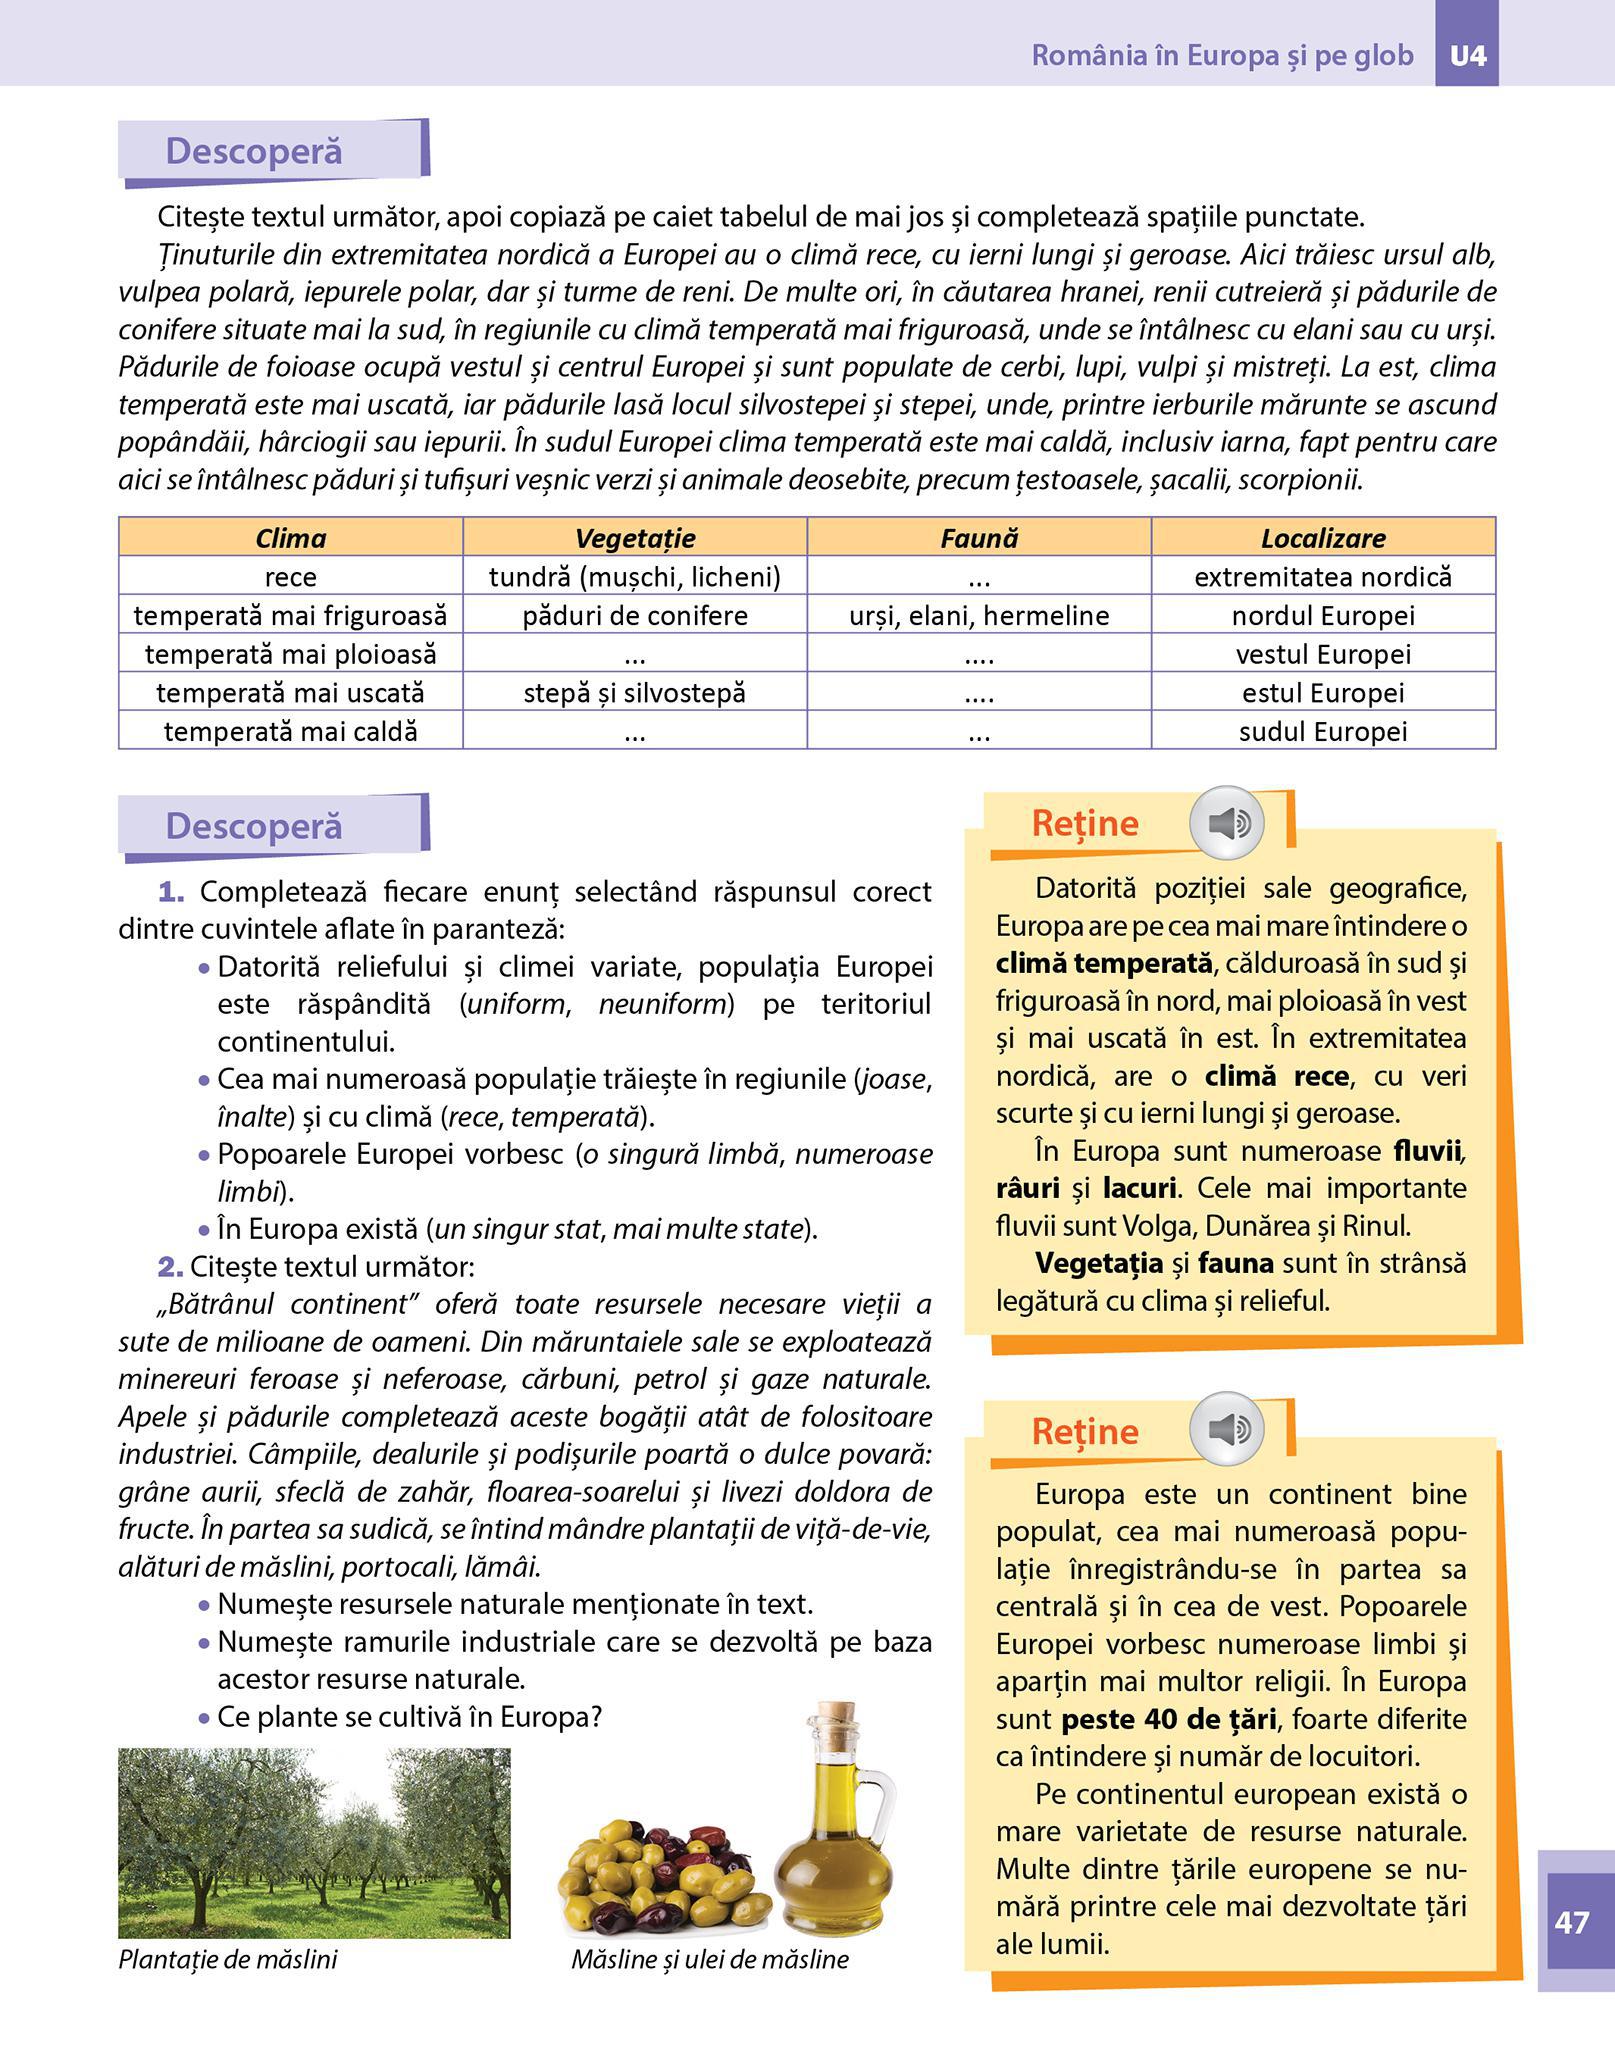 România în Europa și pe glob U4
Descoperă
Citește textul următor, apoi copiază pe caiet tabelul de mai jos și completează spațiile punctate.
Ținuturile din extremitatea nordică a Europei au o climă rece, cu ierni lungi și geroase. Aici trăiesc ursul alb,
vulpea polară, iepurele polar, dar și turme de reni. De multe ori, în căutarea hranei, renii cutreieră și pădurile de
conifere situate mai la sud, în regiunile cu climă temperată mai friguroasă, unde se întâlnesc cu elani sau cu urși.
Pădurile de foioase ocupă vestul și centrul Europei și sunt populate de cerbi, lupi, vulpi și mistreți. La est, clima
temperată este mai uscată, iar pădurile lasă locul silvostepei și stepei, unde, printre ierburile mărunte se ascund
popândăii, hârciogii sau iepurii. În sudul Europei clima temperată este mai caldă, inclusiv iarna, fapt pentru care
aici se întâlnesc păduri și tufișuri veșnic verzi și animale deosebite, precum țestoasele, șacalii, scorpionii.
Clima Vegetație Faună Localizare
rece tundră (mușchi, licheni) ... extremitatea nordică
temperată mai friguroasă păduri de conifere urși, elani, hermeline nordul Europei
temperată mai ploioasă ... .... vestul Europei
temperată mai uscată stepă și silvostepă .... estul Europei
temperată mai caldă ... ... sudul Europei
Descoperă
1. Completează fiecare enunț selectând răspunsul corect
dintre cuvintele aflate în paranteză:
• Datorită reliefului și climei variate, populația Europei
este răspândită (uniform, neuniform) pe teritoriul
continentului.
• Cea mai numeroasă populație trăiește în regiunile (joase,
înalte) și cu climă (rece, temperată).
• Popoarele Europei vorbesc (o singură limbă, numeroase
limbi).
• În Europa există (un singur stat, mai multe state).
2. Citește textul următor:
„Bătrânul continent” oferă toate resursele necesare vieții a
sute de milioane de oameni. Din măruntaiele sale se exploatează
minereuri feroase și neferoase, cărbuni, petrol și gaze naturale.
Apele și pădurile completează aceste bogății atât de folositoare
industriei. Câmpiile, dealurile și podișurile poartă o dulce povară:
grâne aurii, sfeclă de zahăr, floarea-soarelui și livezi doldora de
fructe. În partea sa sudică, se întind mândre plantații de viță-de-vie,
alături de măslini, portocali, lămâi.
• Numește resursele naturale menționate în text.
• Numește ramurile industriale care se dezvoltă pe baza
acestor resurse naturale.
• Ce plante se cultivă în Europa?
Plantație de măslini
Măsline și ulei de măsline
Reține
Datorită poziției sale geografice,
Europa are pe cea mai mare întindere o
climă temperată, călduroasă în sud și
friguroasă în nord, mai ploioasă în vest
și mai uscată în est. În extremitatea
nordică, are o climă rece, cu veri
scurte și cu ierni lungi și geroase.
În Europa sunt numeroase fluvii,
râuri și lacuri. Cele mai importante
fluvii sunt Volga, Dunărea și Rinul.
Vegetația și fauna sunt în strânsă
legătură cu clima și relieful.
Reține
Europa este un continent bine
populat, cea mai numeroasă popu-
lație înregistrându-se în partea sa
centrală și în cea de vest. Popoarele
Europei vorbesc numeroase limbi și
aparțin mai multor religii. În Europa
sunt peste 40 de țări, foarte diferite
ca întindere și număr de locuitori.
Pe continentul european există o
mare varietate de resurse naturale.
Multe dintre țările europene se nu-
mără printre cele mai dezvoltate țări
ale lumii.
47